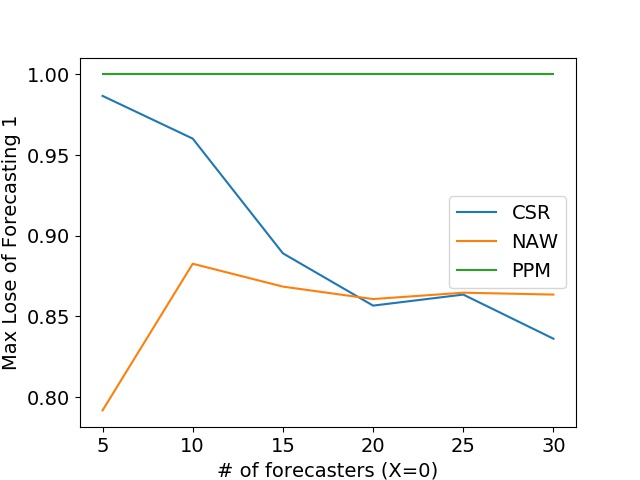 1.00
0.95
0.90
0.85
0.80
Max Lose of Forecasting 1
CSR
NAW
PPM
5 10 15 20 25 30
# of forecasters (X=0)